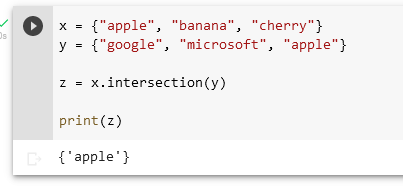 x = {"apple", "banana", "cherry"}
y = {"google", "microsoft", "apple"}
z = x.intersection(y)
print(z)
{'apple'}